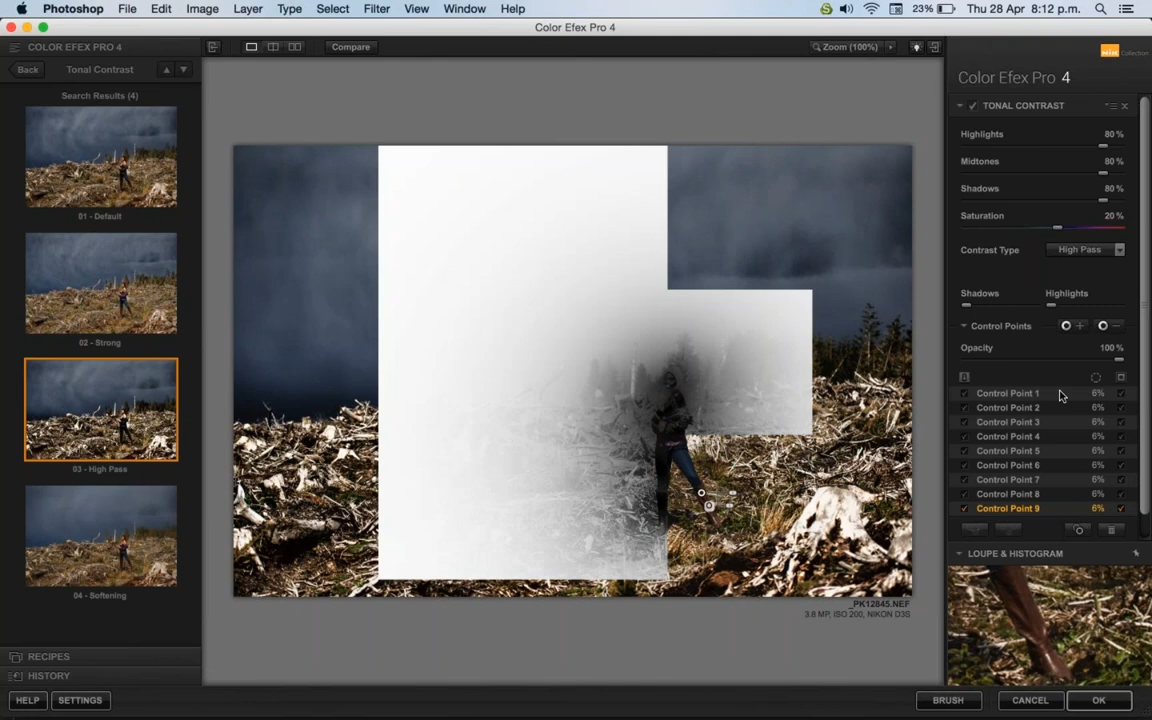 Photoshop File Edit Image Layer Type Select Filter View Window Help 23% Thu 28 Apr 8:12 p.m.
Color Efex Pro 4
COLOR EFEX PRO 4
Compare
Zoom (100%)
Back
Tonal Contrast
Search Results (4)
01 - Default
02 - Strong
03 - High Pass
04 - Softening
RECIPES
HISTORY
HELP
SETTINGS
_PK12845.NEF
3.8 MP, ISO 200, NIKON D3S
nik Collection
Color Efex Pro 4
TONAL CONTRAST
Highlights 80%
Midtones 80%
Shadows 80%
Saturation 20%
Contrast Type High Pass
Shadows Highlights
Control Points
Opacity 100%
Control Point 1 6%
Control Point 2 6%
Control Point 3 6%
Control Point 4 6%
Control Point 5 6%
Control Point 6 6%
Control Point 7 6%
Control Point 8 6%
Control Point 9 6%
LOUPE & HISTOGRAM
BRUSH
CANCEL
OK